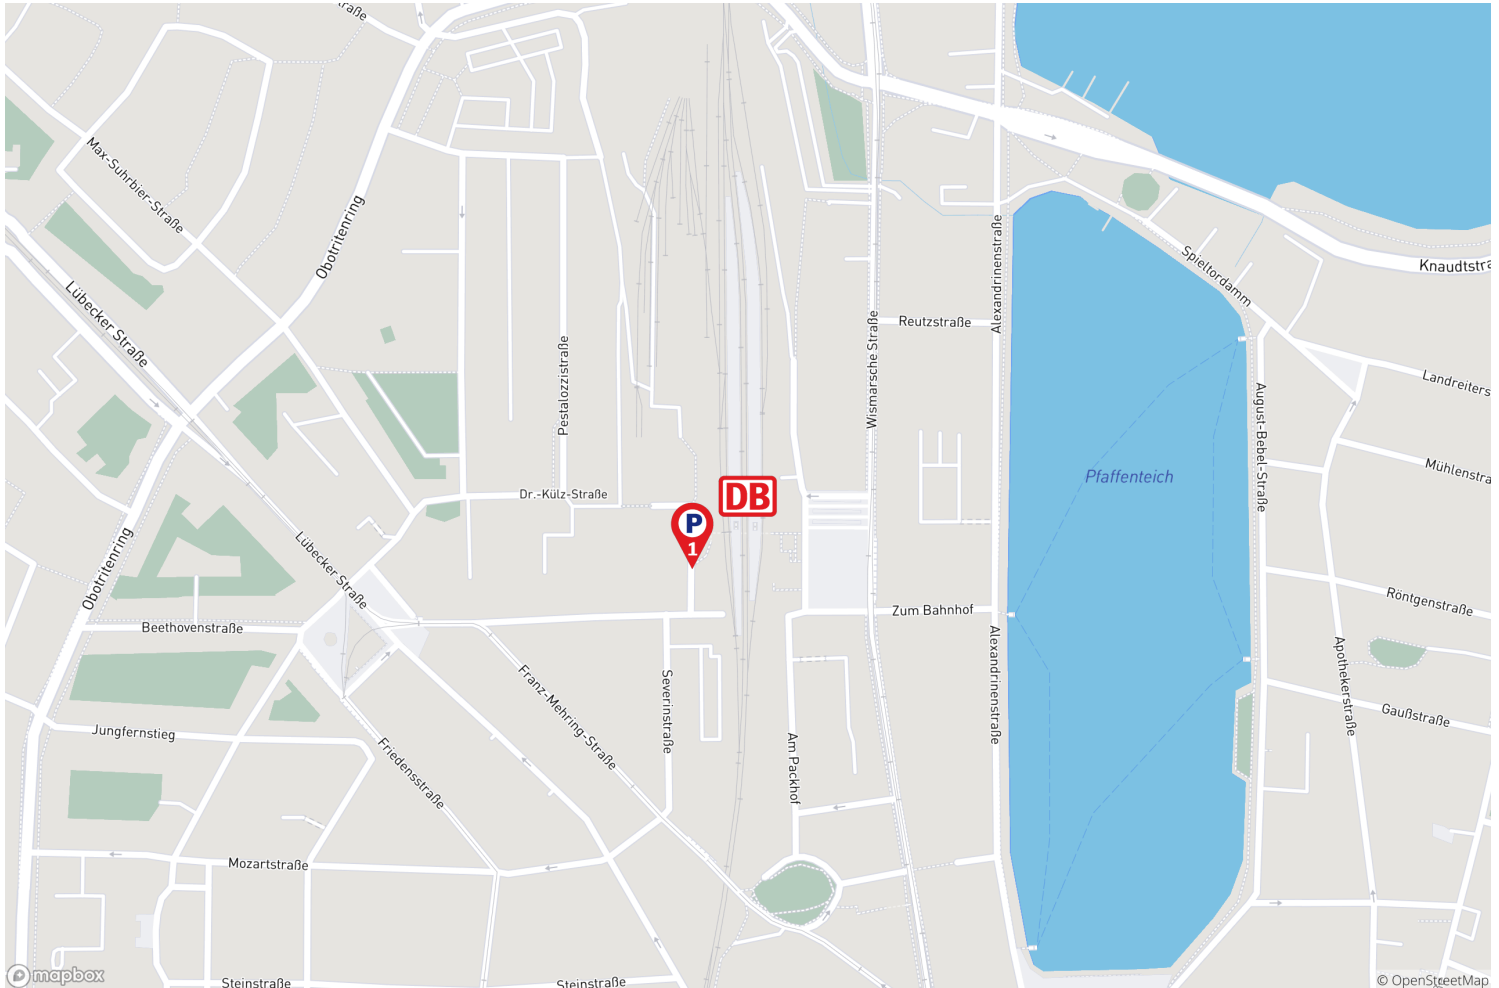 raße
Max-Suhrbier-Straße
Obotritenring
Lübecker Straße
Alexandrinenstraße
Spieltordamm
Knaudtstra
Reutzstraße
Wismarsche Straße
Pestalozzistraße
Landreiters
August-Bebel-Straße
Mühlenstra
Pfaffenteich
Dr.-Külz-Straße
DB
P
1
Obotritenring
Lübecker Straße
Beethovenstraße
Zum Bahnhof
Röntgenstraße
Alexandrinenstraße
Apothekerstraße
Severinstraße
Franz-Mehring-Straße
Gaußstraße
Jungfernstieg
Friedensstraße
Am Packhof
Mozartstraße
Steinstraße
Steinstraße
mapbox
© OpenStreetMap